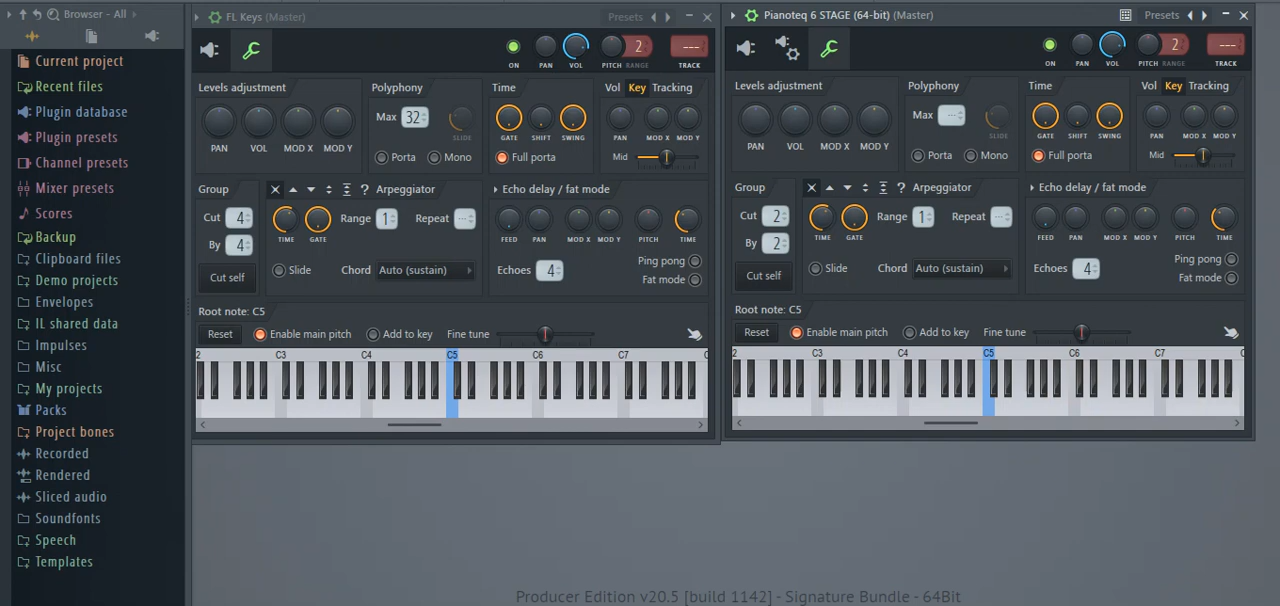 Browser - All
Current project
Recent files
Plugin database
Plugin presets
Channel presets
Mixer presets
Scores
Backup
Clipboard files
Demo projects
Envelopes
IL shared data
Impulses
Misc
My projects
Packs
Project bones
Recorded
Rendered
Sliced audio
Soundfonts
Speech
Templates
FL Keys (Master)
Presets
ON PAN VOL PITCH 2 RANGE --- TRACK
Levels adjustment
PAN VOL MOD X MOD Y
Polyphony
Max 32
SLIDE
Porta Mono
Time
GATE SHIFT SWING
Full porta
Vol Key Tracking
PAN MOD X MOD Y
Mid
Group
Cut 4
By 4
Cut self
? Arpeggiator
TIME GATE
Range 1 Repeat ---
Slide Chord Auto (sustain)
Echo delay / fat mode
FEED PAN MOD X MOD Y PITCH TIME
Echoes 4
Ping pong
Fat mode
Root note: C5
Reset Enable main pitch Add to key Fine tune
2 C3 C4 C5 C6 C7
Pianoteq 6 STAGE (64-bit) (Master)
Presets
ON PAN VOL PITCH 2 RANGE --- TRACK
Levels adjustment
PAN VOL MOD X MOD Y
Polyphony
Max ---
SLIDE
Porta Mono
Time
GATE SHIFT SWING
Full porta
Vol Key Tracking
PAN MOD X MOD Y
Mid
Group
Cut 2
By 2
Cut self
? Arpeggiator
TIME GATE
Range 1 Repeat ---
Slide Chord Auto (sustain)
Echo delay / fat mode
FEED PAN MOD X MOD Y PITCH TIME
Echoes 4
Ping pong
Fat mode
Root note: C5
Reset Enable main pitch Add to key Fine tune
2 C3 C4 C5 C6 C7
Producer Edition v20.5 [build 1142] - Signature Bundle - 64Bit